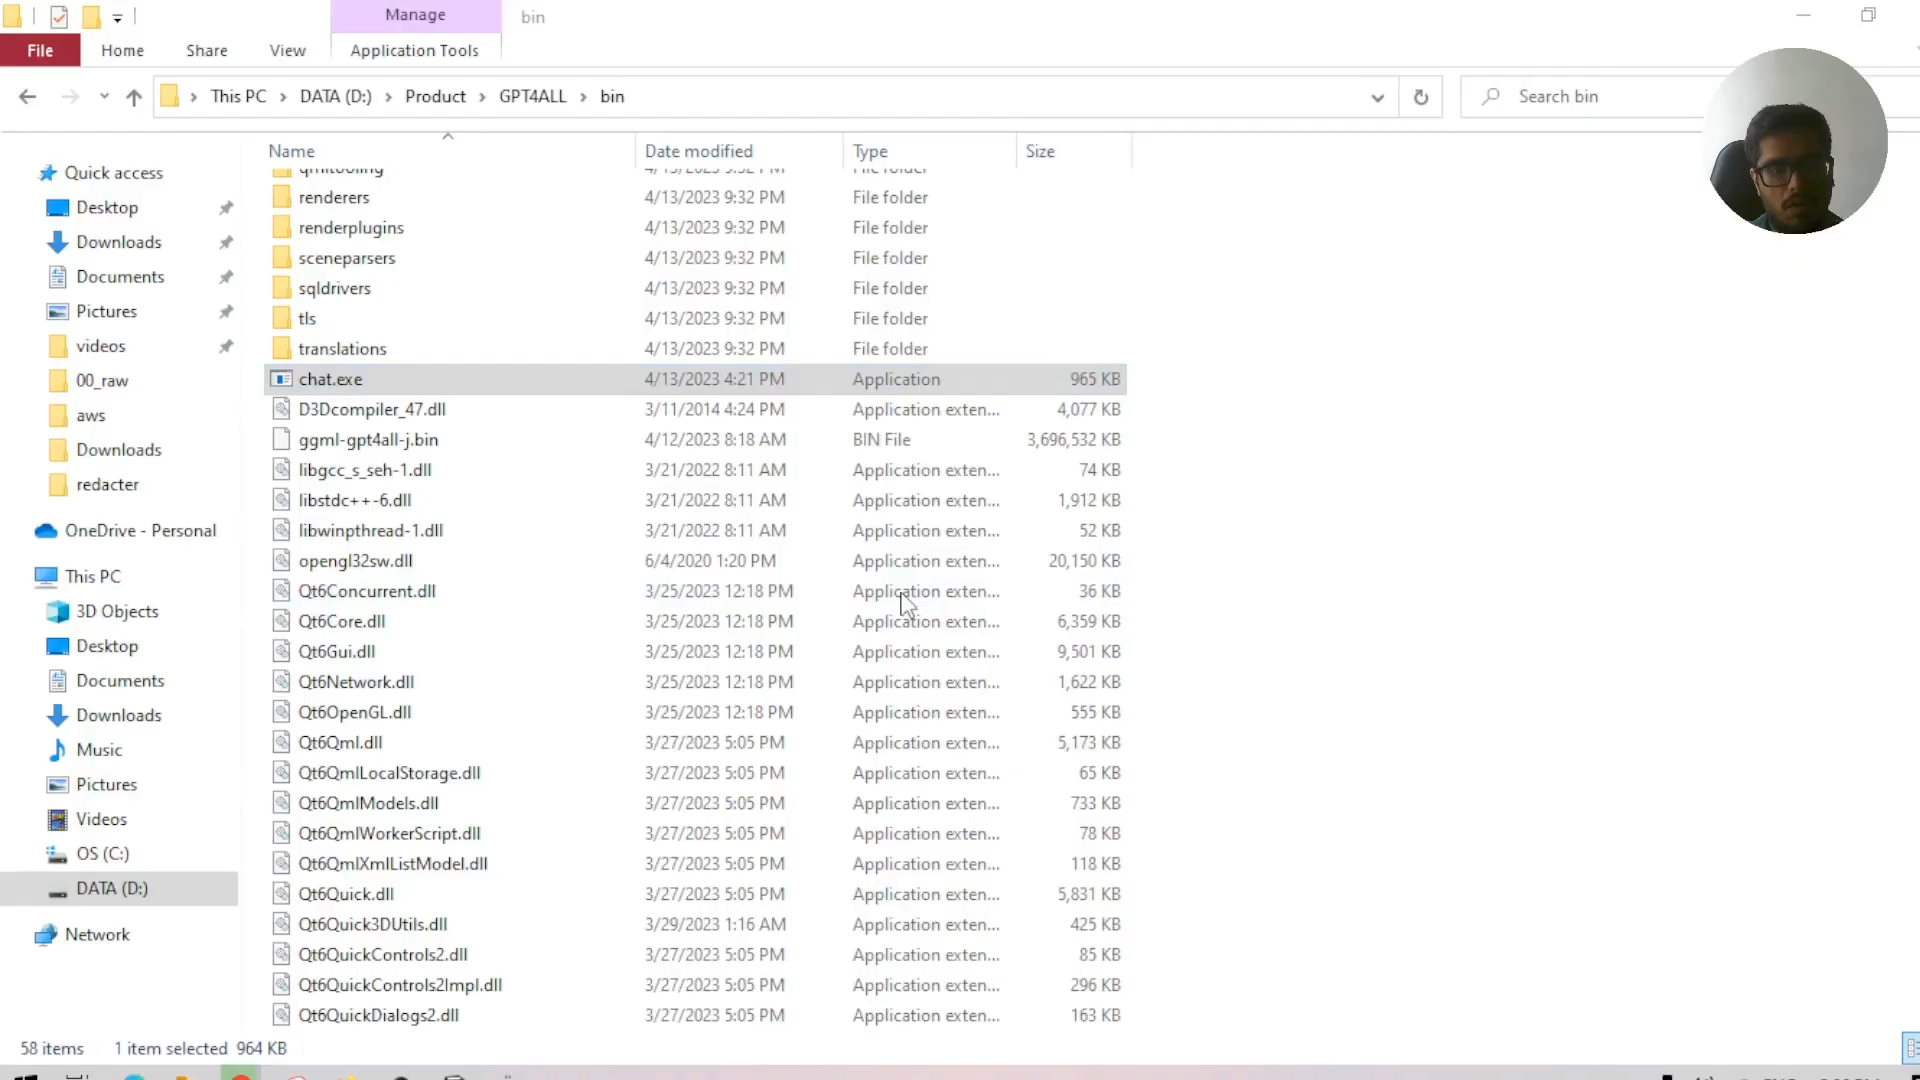 Manage
bin
File
Home
Share
View
Application Tools
This PC
DATA (D:)
Product
GPT4ALL
bin
Search bin
Name
Date modified
Type
Size
Quick access
Desktop
Downloads
Documents
Pictures
videos
00_raw
aws
Downloads
redacter
OneDrive - Personal
This PC
3D Objects
Desktop
Documents
Downloads
Music
Pictures
Videos
OS (C:)
DATA (D:)
Network
qmltooling 4/13/2023 9:32 PM File folder
renderers 4/13/2023 9:32 PM File folder
renderplugins 4/13/2023 9:32 PM File folder
sceneparsers 4/13/2023 9:32 PM File folder
sqldrivers 4/13/2023 9:32 PM File folder
tls 4/13/2023 9:32 PM File folder
translations 4/13/2023 9:32 PM File folder
chat.exe 4/13/2023 4:21 PM Application 965 KB
D3Dcompiler_47.dll 3/11/2014 4:24 PM Application exten... 4,077 KB
ggml-gpt4all-j.bin 4/12/2023 8:18 AM BIN File 3,696,532 KB
libgcc_s_seh-1.dll 3/21/2022 8:11 AM Application exten... 74 KB
libstdc++-6.dll 3/21/2022 8:11 AM Application exten... 1,912 KB
libwinpthread-1.dll 3/21/2022 8:11 AM Application exten... 52 KB
opengl32sw.dll 6/4/2020 1:20 PM Application exten... 20,150 KB
Qt6Concurrent.dll 3/25/2023 12:18 PM Application exten... 36 KB
Qt6Core.dll 3/25/2023 12:18 PM Application exten... 6,359 KB
Qt6Gui.dll 3/25/2023 12:18 PM Application exten... 9,501 KB
Qt6Network.dll 3/25/2023 12:18 PM Application exten... 1,622 KB
Qt6OpenGL.dll 3/25/2023 12:18 PM Application exten... 555 KB
Qt6Qml.dll 3/27/2023 5:05 PM Application exten... 5,173 KB
Qt6QmlLocalStorage.dll 3/27/2023 5:05 PM Application exten... 65 KB
Qt6QmlModels.dll 3/27/2023 5:05 PM Application exten... 733 KB
Qt6QmlWorkerScript.dll 3/27/2023 5:05 PM Application exten... 78 KB
Qt6QmlXmlListModel.dll 3/27/2023 5:05 PM Application exten... 118 KB
Qt6Quick.dll 3/27/2023 5:05 PM Application exten... 5,831 KB
Qt6Quick3DUtils.dll 3/29/2023 1:16 AM Application exten... 425 KB
Qt6QuickControls2.dll 3/27/2023 5:05 PM Application exten... 85 KB
Qt6QuickControls2Impl.dll 3/27/2023 5:05 PM Application exten... 296 KB
Qt6QuickDialogs2.dll 3/27/2023 5:05 PM Application exten... 163 KB
58 items 1 item selected 964 KB